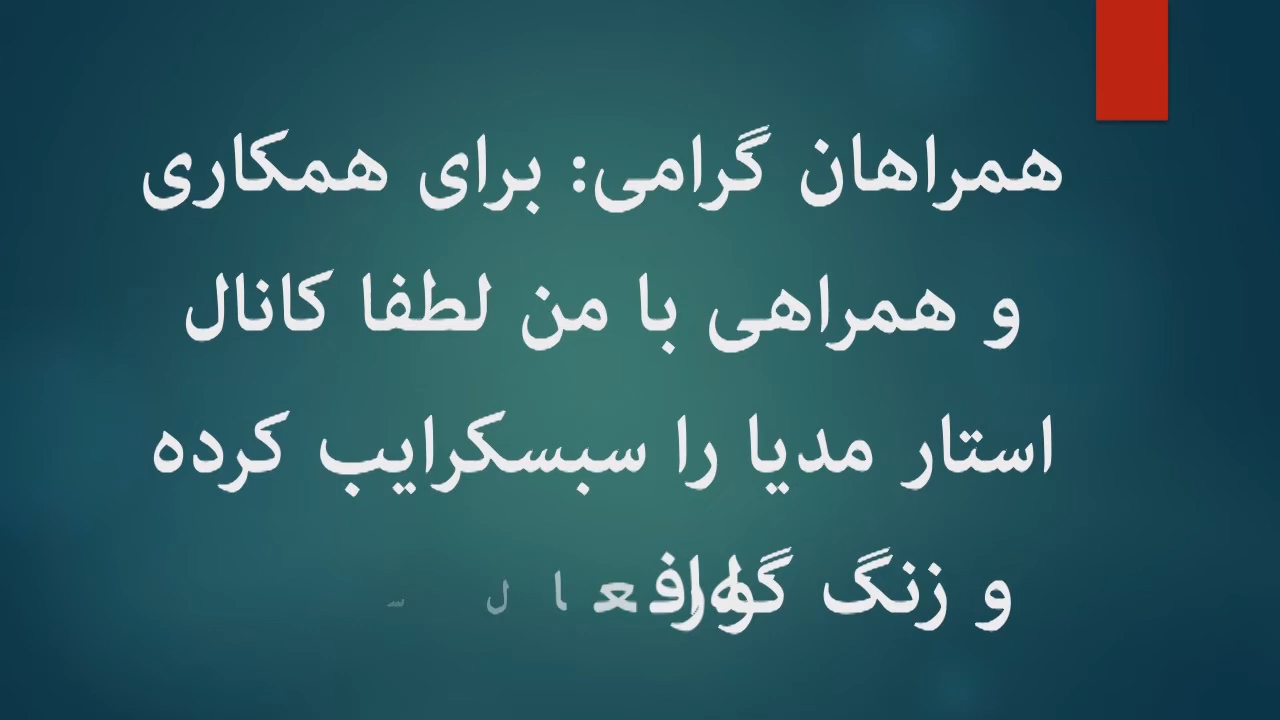 همراهان گرامی: برای همکاری
و همراهی با من لطفا کانال
استار مدیا را سبسکرایب کرده
و زنگ